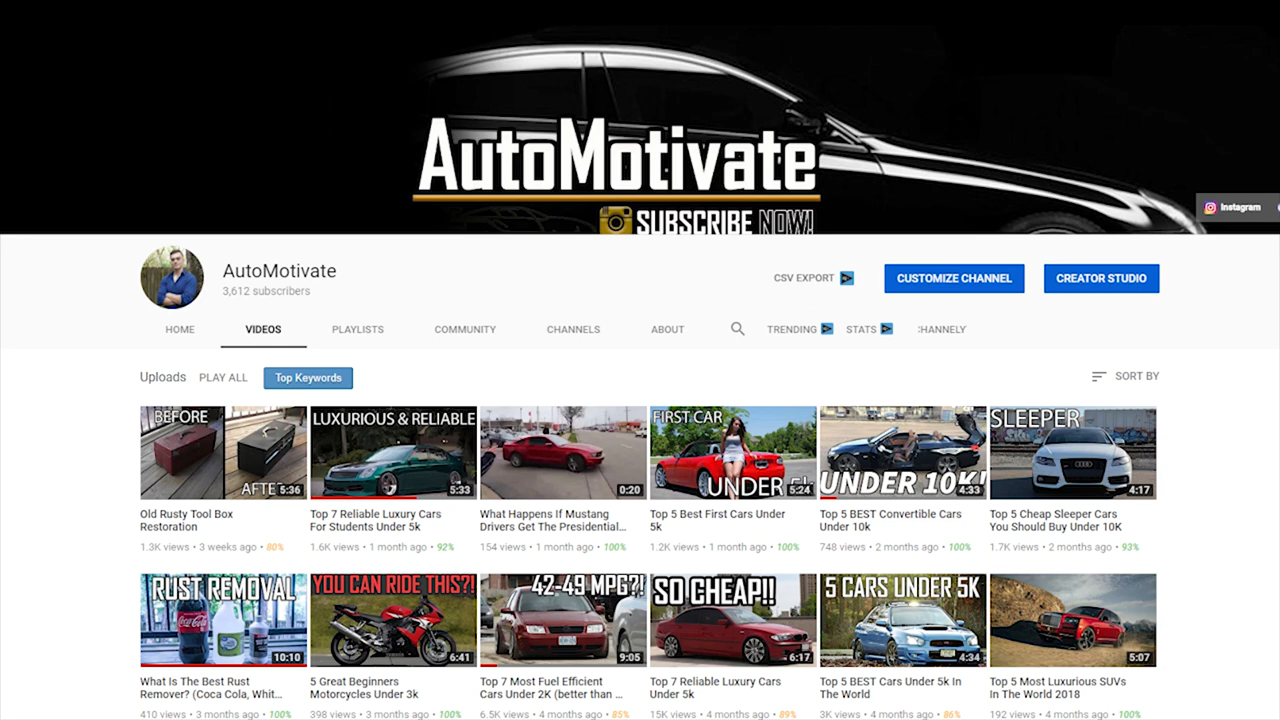 AutoMotivate
SUBSCRIBE NOW!
Instagram
AutoMotivate
3,612 subscribers
CSV EXPORT
CUSTOMIZE CHANNEL
CREATOR STUDIO
HOME
VIDEOS
PLAYLISTS
COMMUNITY
CHANNELS
ABOUT
TRENDING
STATS
:HANNELY
Uploads
PLAY ALL
Top Keywords
SORT BY
BEFORE
AFTE
5:36
LUXURIOUS & RELIABLE
5:33
0:20
FIRST CAR
UNDER 5k
5:24
UNDER 10K!
4:33
SLEEPER
4:17
Old Rusty Tool Box
Restoration
1.3K views • 3 weeks ago • 80%
Top 7 Reliable Luxury Cars
For Students Under 5k
1.6K views • 1 month ago • 92%
What Happens If Mustang
Drivers Get The Presidential...
154 views • 1 month ago • 100%
Top 5 Best First Cars Under
5k
1.2K views • 1 month ago • 100%
Top 5 BEST Convertible Cars
Under 10k
748 views • 2 months ago • 100%
Top 5 Cheap Sleeper Cars
You Should Buy Under 10K
1.7K views • 2 months ago • 93%
RUST REMOVAL
Coca-Cola
10:10
YOU CAN RIDE THIS?!
6:41
42-49 MPG?!
9:05
SO CHEAP!!
6:17
5 CARS UNDER 5K
4:34
5:07
What Is The Best Rust
Remover? (Coca Cola, Whit...
410 views • 3 months ago • 100%
5 Great Beginners
Motorcycles Under 3k
398 views • 3 months ago • 100%
Top 7 Most Fuel Efficient
Cars Under 2K (better than ...
6.5K views • 4 months ago • 85%
Top 7 Reliable Luxury Cars
Under 5k
15K views • 4 months ago • 89%
Top 5 BEST Cars Under 5k In
The World
3K views • 4 months ago • 86%
Top 5 Most Luxurious SUVs
In The World 2018
192 views • 4 months ago • 100%